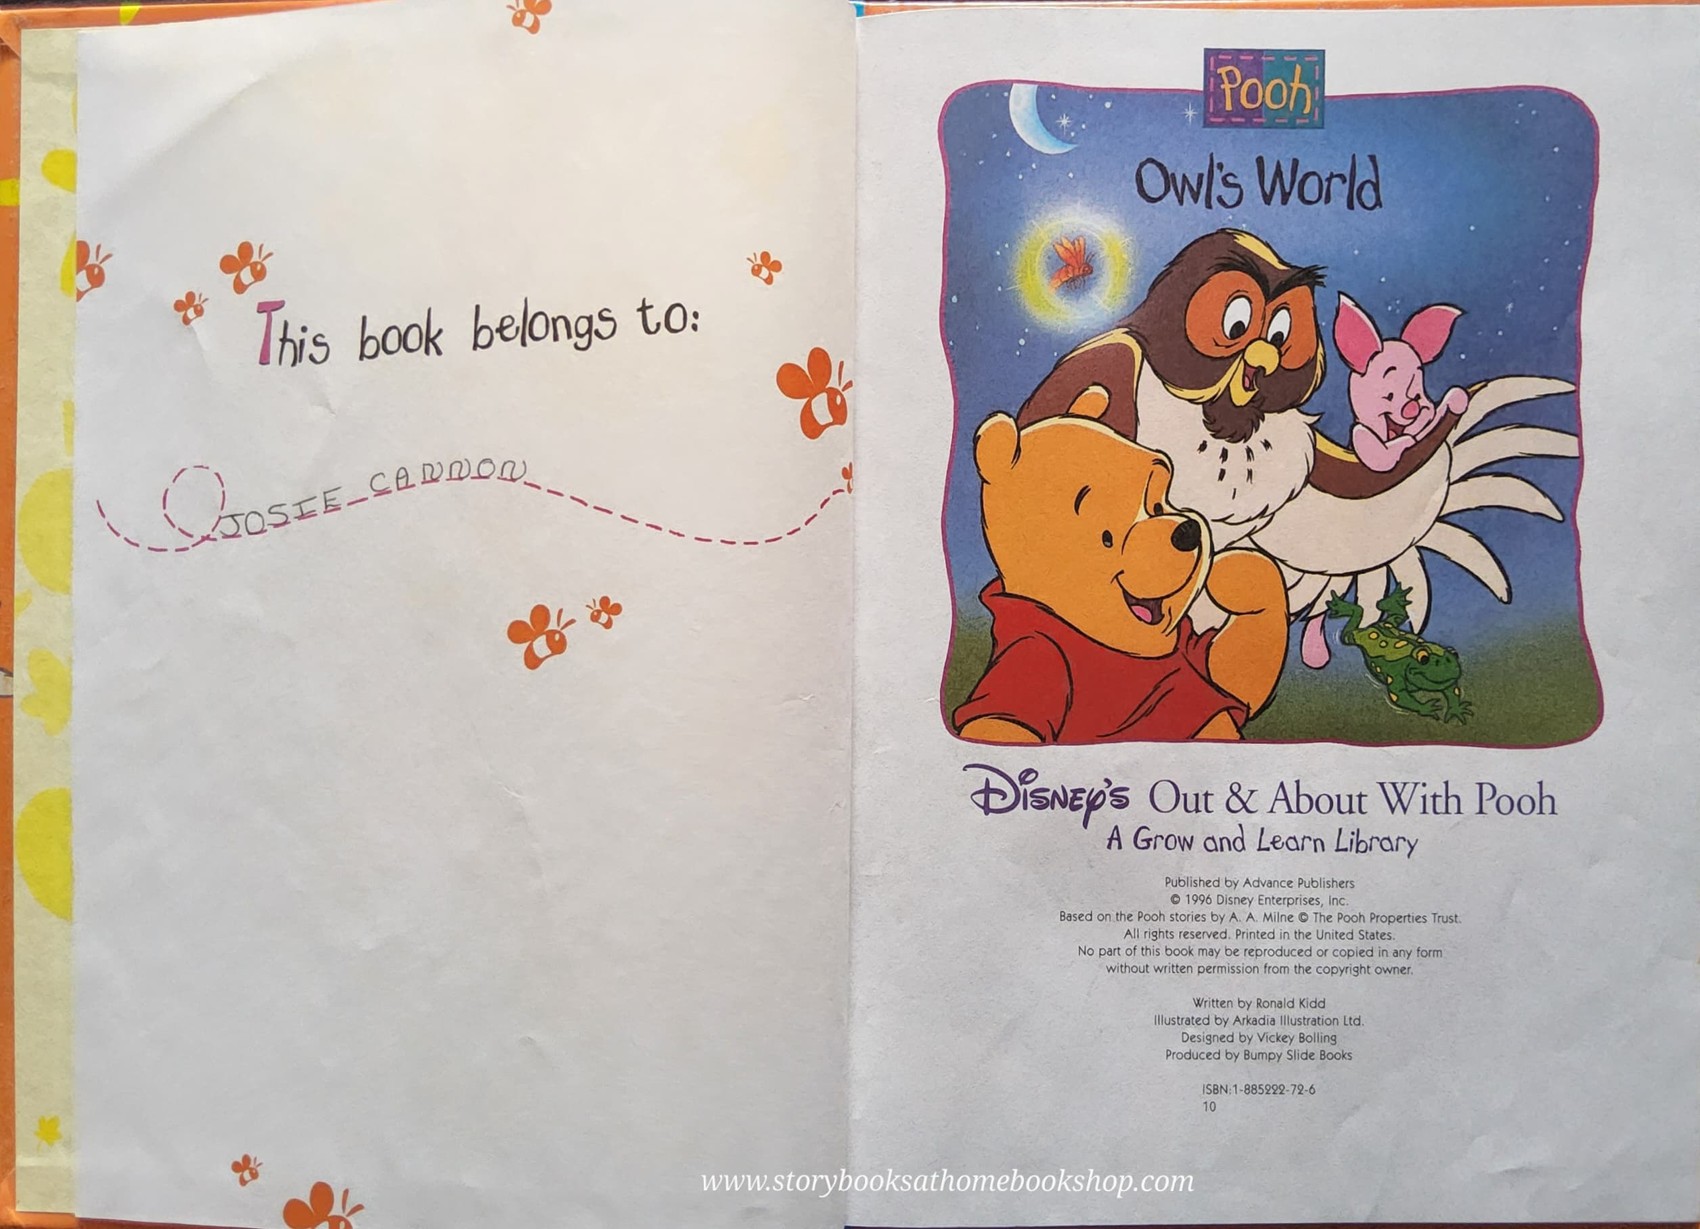 This book belongs to:
JOSIE CANNON
Pooh
Owl's World
Disney's Out & About With Pooh
A Grow and Learn Library
Published by Advance Publishers
© 1996 Disney Enterprises, Inc.
Based on the Pooh stories by A. A. Milne © The Pooh Properties Trust.
All rights reserved. Printed in the United States.
No part of this book may be reproduced or copied in any form
without written permission from the copyright owner.
Written by Ronald Kidd
Illustrated by Arkadia Illustration Ltd.
Designed by Vickey Bolling
Produced by Bumpy Slide Books
ISBN:1-885222-72-6
10
www.storybooksathomebookshop.com